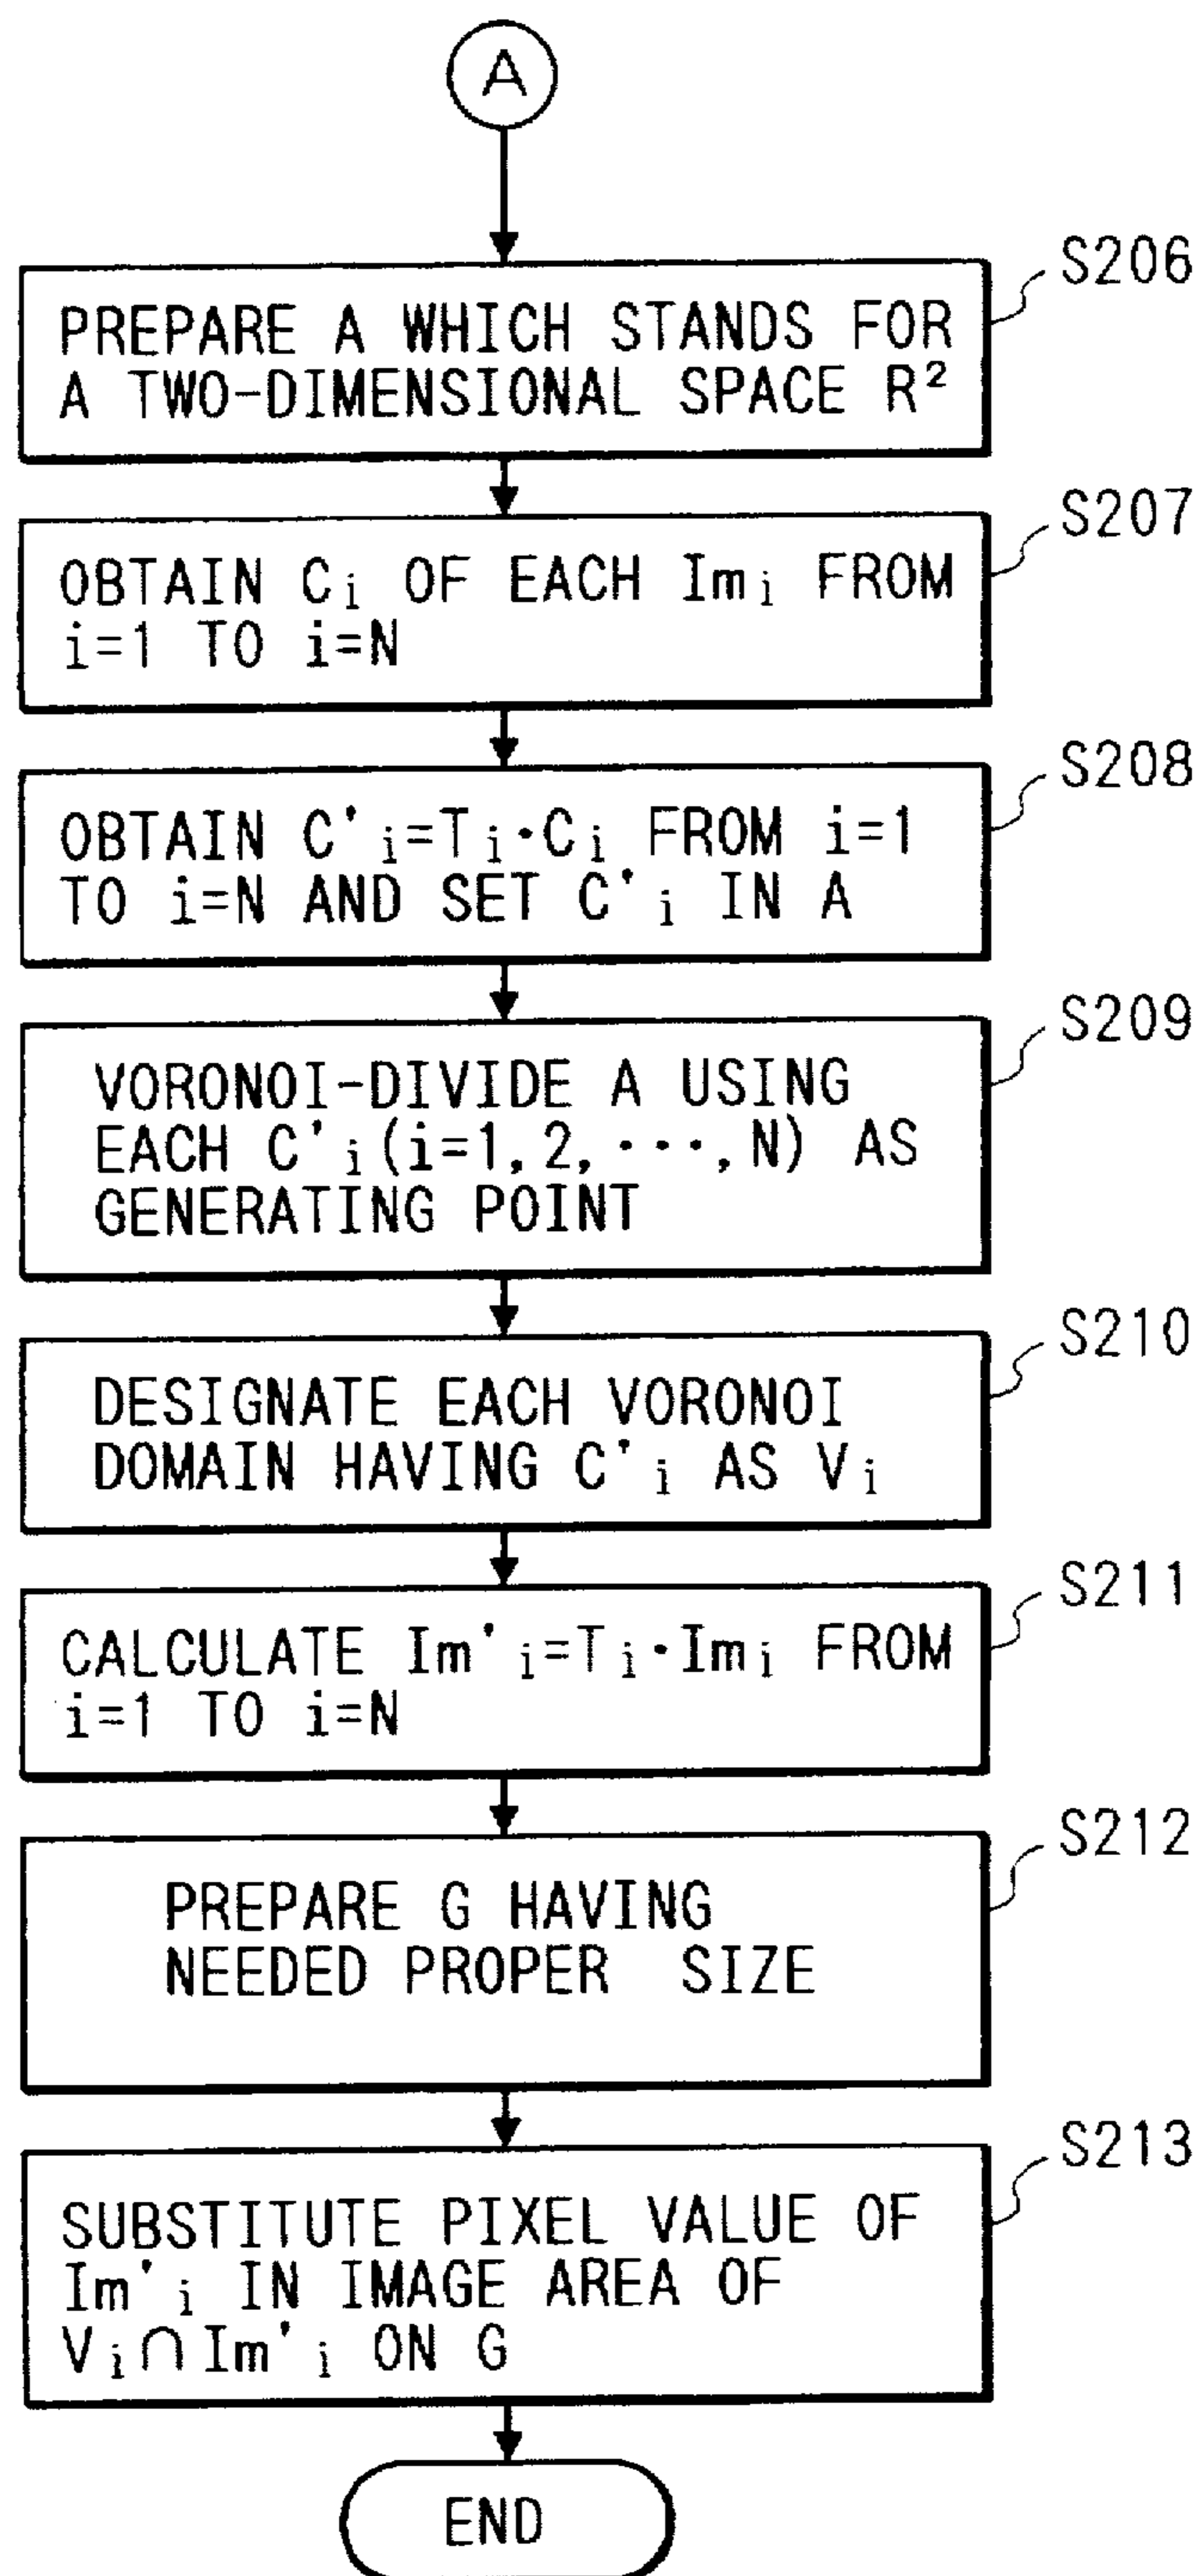 A
S206
PREPARE A WHICH STANDS FOR
A TWO-DIMENSIONAL SPACE R²
S207
OBTAIN Cᵢ OF EACH Imᵢ FROM
i=1 TO i=N
S208
OBTAIN C'ᵢ=Tᵢ·Cᵢ FROM i=1
TO i=N AND SET C'ᵢ IN A
S209
VORONOI-DIVIDE A USING
EACH C'ᵢ(i=1,2,···,N) AS
GENERATING POINT
S210
DESIGNATE EACH VORONOI
DOMAIN HAVING C'ᵢ AS Vᵢ
S211
CALCULATE Im'ᵢ=Tᵢ·Imᵢ FROM
i=1 TO i=N
S212
PREPARE G HAVING
NEEDED PROPER SIZE
S213
SUBSTITUTE PIXEL VALUE OF
Im'ᵢ IN IMAGE AREA OF
Vᵢ∩Im'ᵢ ON G
END